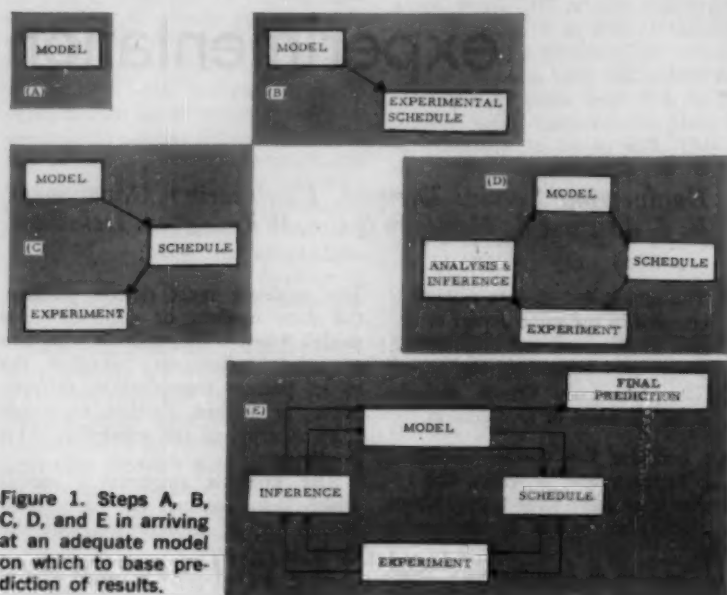 MODEL
(A)
MODEL
(B)
EXPERIMENTAL
SCHEDULE
MODEL
(C)
SCHEDULE
EXPERIMENT
(D)
MODEL
SCHEDULE
ANALYSIS &
INFERENCE
EXPERIMENT
(E)
FINAL
PREDICTION
MODEL
INFERENCE
SCHEDULE
EXPERIMENT
Figure 1. Steps A, B,
C, D, and E in arriving
at an adequate model
on which to base pre-
diction of results.